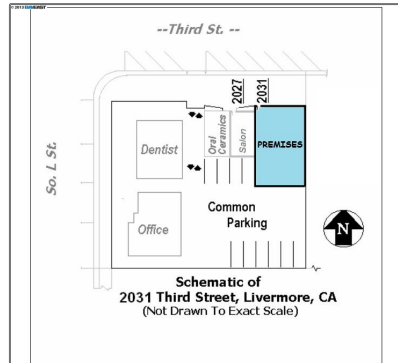 © 2013
--Third St. --
2027
2031
So. L St.
Dentist
Oral
Ceramics
Salon
PREMISES
Common
Parking
Office
N
Schematic of
2031 Third Street, Livermore, CA
(Not Drawn To Exact Scale)